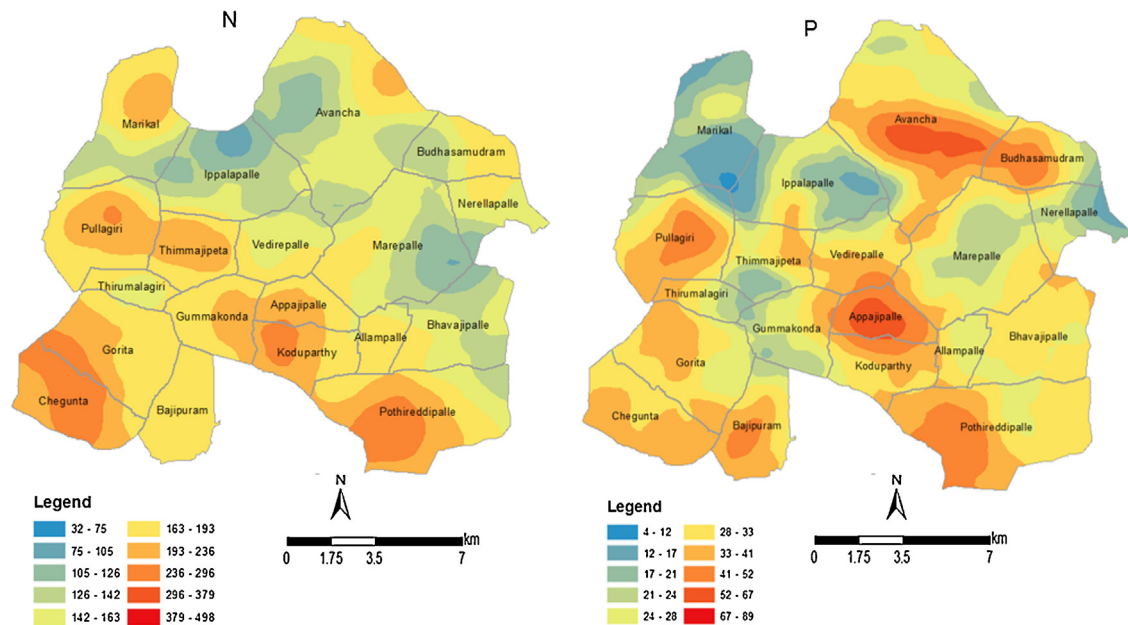 N
Marikal
Avancha
Budhasamudram
Ippalapalle
Nerellapalle
Pullagiri
Thimmajipeta
Vedirepalle
Marepalle
Thirumalagiri
Appajipalle
Gummakonda
Bhavajipalle
Allampalle
Gorita
Koduparthy
Chegunta
Bajipuram
Pothireddipalle
Legend
32 - 75
75 - 105
105 - 126
126 - 142
142 - 163
163 - 193
193 - 236
236 - 296
296 - 379
379 - 498
N
km
0 1.75 3.5 7
P
Avancha
Marikal
Budhasamudram
Ippalapalle
Nerellapalle
Pullagiri
Thimmajipeta
Vedirepalle
Marepalle
Thirumalagiri
Appajipalle
Gummakonda
Bhavajipalle
Allampalle
Gorita
Koduparthy
Chegunta
Bajipuram
Pothireddipalle
Legend
4 - 12
12 - 17
17 - 21
21 - 24
24 - 28
28 - 33
33 - 41
41 - 52
52 - 67
67 - 89
N
km
0 1.75 3.5 7